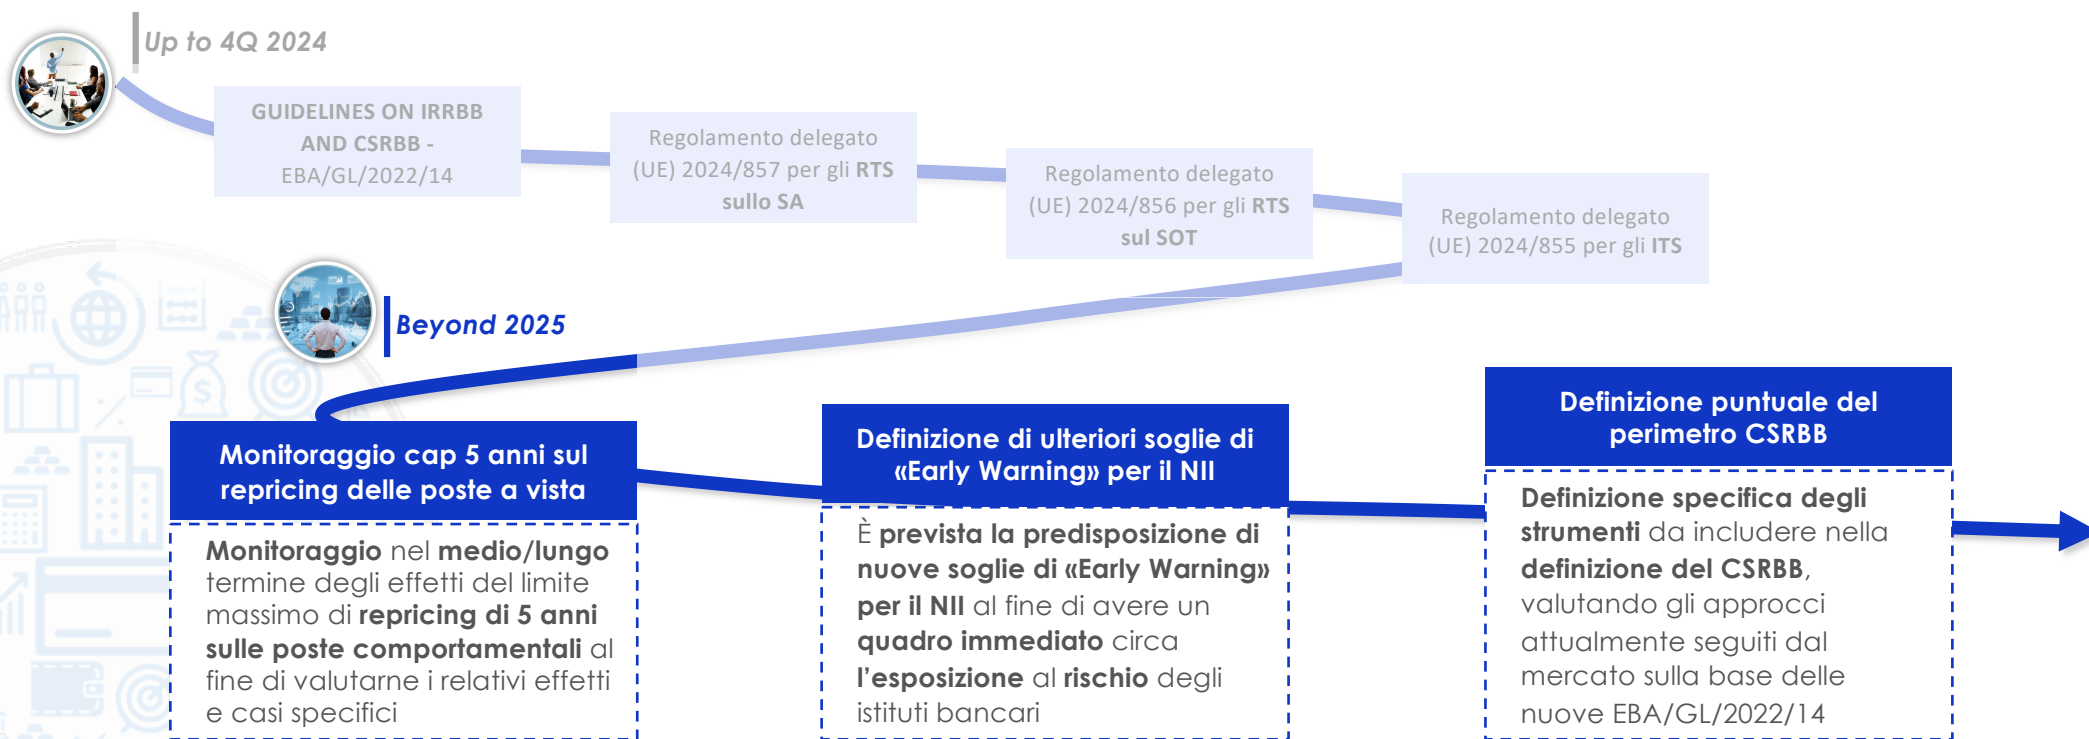 Up to 4Q 2024
GUIDELINES ON IRRBB
AND CSRBB -
EBA/GL/2022/14
Regolamento delegato
(UE) 2024/857 per gli RTS
sullo SA
Regolamento delegato
(UE) 2024/856 per gli RTS
sul SOT
Regolamento delegato
(UE) 2024/855 per gli ITS
Beyond 2025
Monitoraggio cap 5 anni sul
repricing delle poste a vista
Monitoraggio nel medio/lungo
termine degli effetti del limite
massimo di repricing di 5 anni
sulle poste comportamentali al
fine di valutarne i relativi effetti
e casi specifici
Definizione di ulteriori soglie di
«Early Warning» per il NII
È prevista la predisposizione di
nuove soglie di «Early Warning»
per il NII al fine di avere un
quadro immediato circa
l'esposizione al rischio degli
istituti bancari
Definizione puntuale del
perimetro CSRBB
Definizione specifica degli
strumenti da includere nella
definizione del CSRBB,
valutando gli approcci
attualmente seguiti dal
mercato sulla base delle
nuove EBA/GL/2022/14